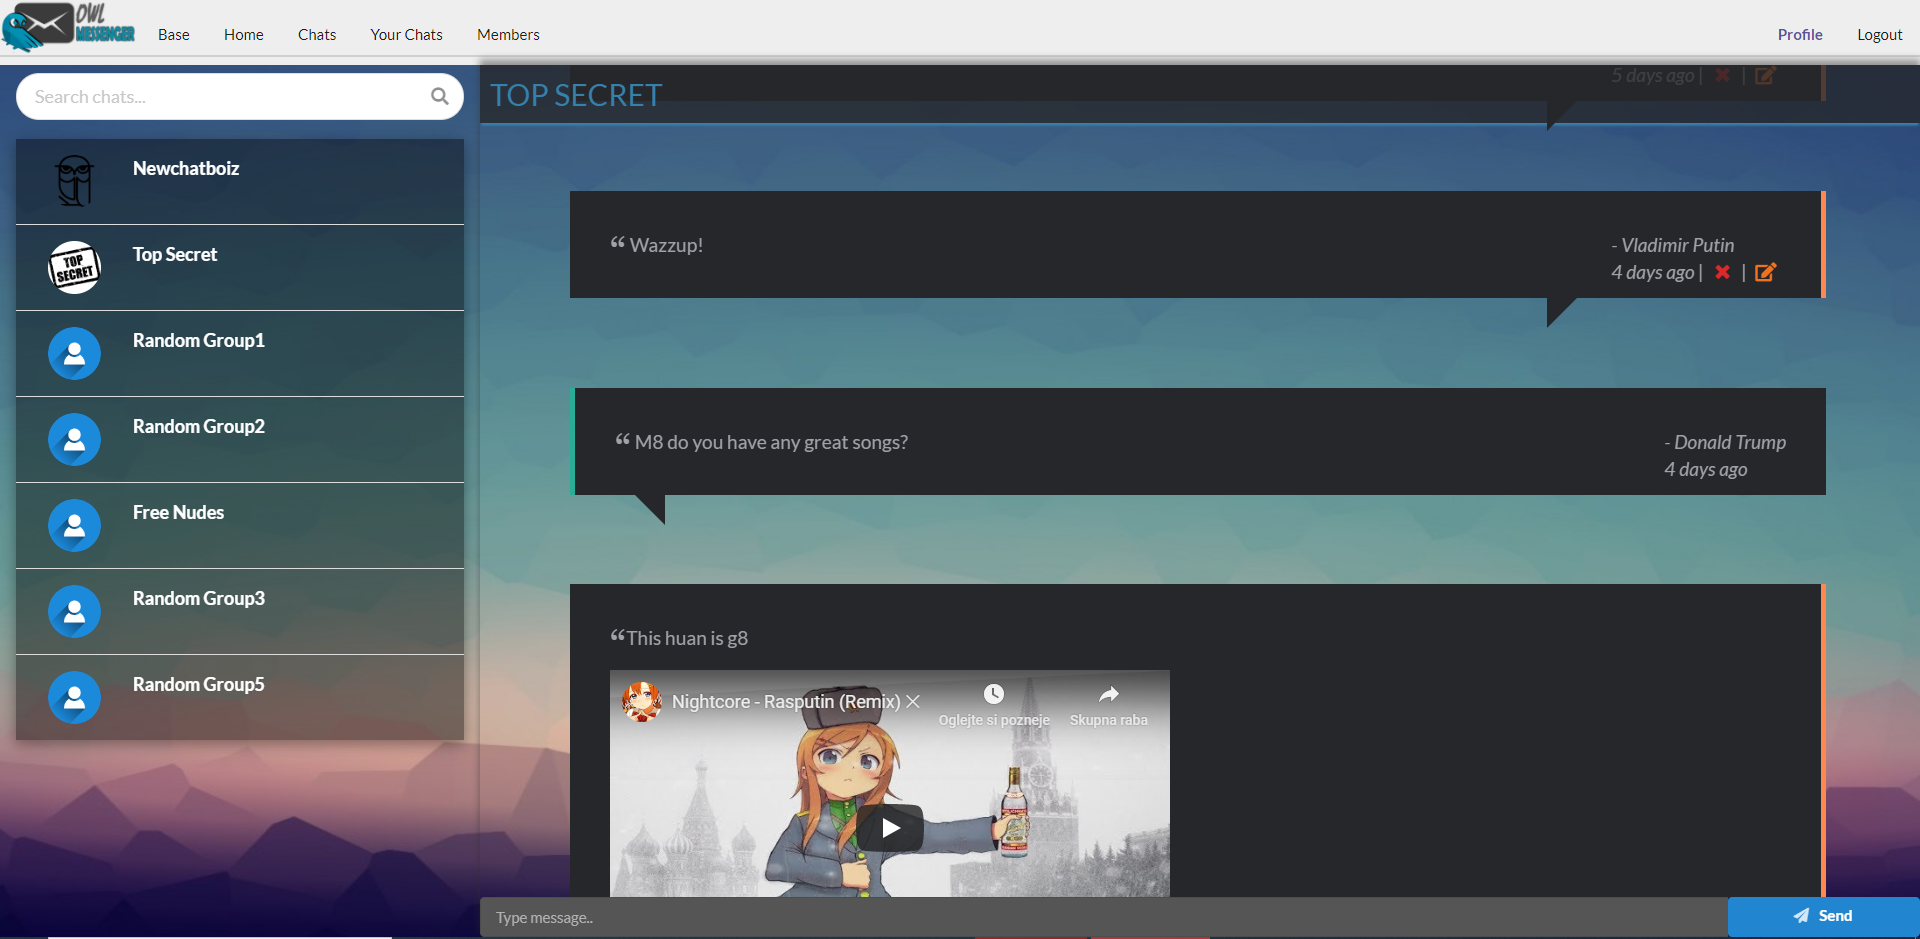 OWL
MESSENGER
Base
Home
Chats
Your Chats
Members
Profile
Logout
Search chats...
TOP SECRET
5 days ago |
|
Newchatboiz
TOP
SECRET
Top Secret
Random Group1
Random Group2
Free Nudes
Random Group3
Random Group5
“ Wazzup!
- Vladimir Putin
4 days ago |
|
“ M8 do you have any great songs?
- Donald Trump
4 days ago
“This huan is g8
Nightcore - Rasputin (Remix)
Oglejte si pozneje
Skupna raba
Type message..
Send